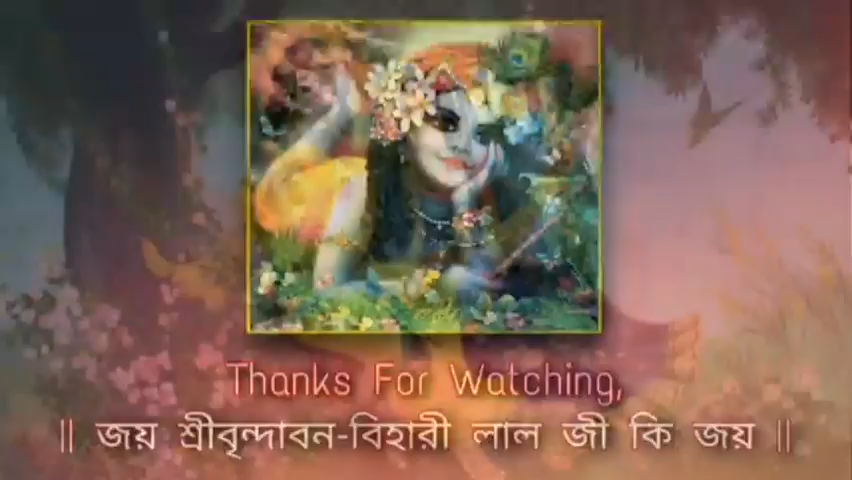 Thanks For Watching,
|| জয় শ্রীবৃন্দাবন-বিহারী লাল জী কি জয় ||